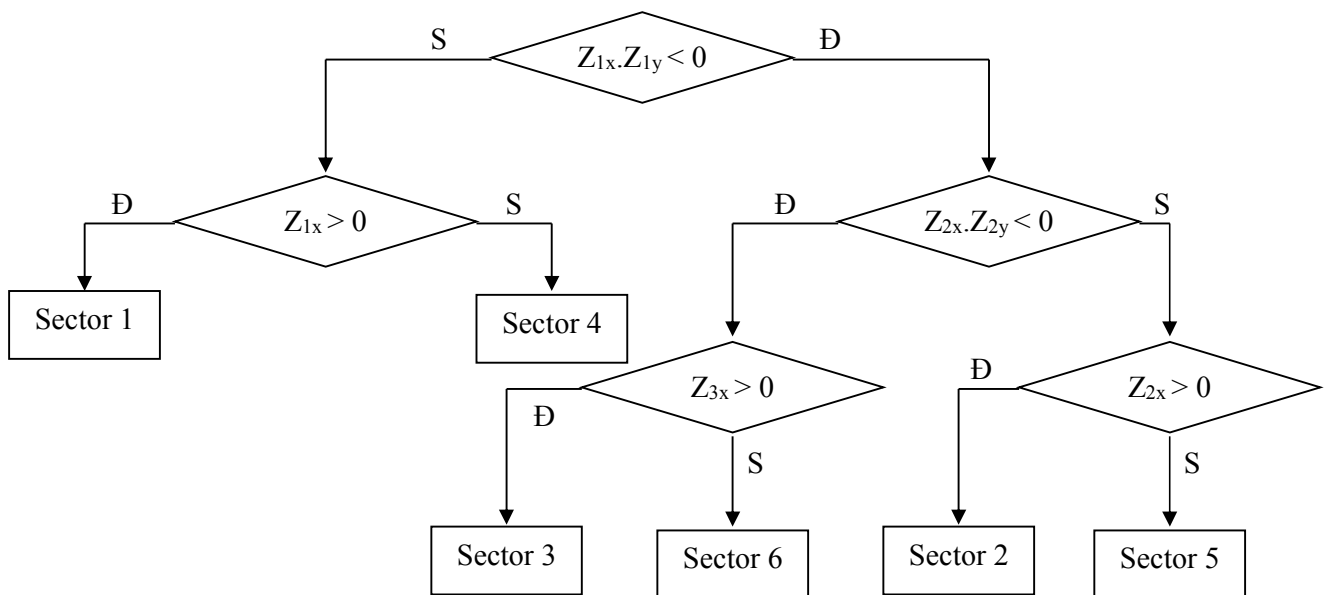 S
Z1x.Z1y < 0
Đ
Đ
Z1x > 0
S
Đ
Z2x.Z2y < 0
S
Sector 1
Sector 4
Đ
Z3x > 0
S
Đ
Z2x > 0
S
Sector 3
Sector 6
Sector 2
Sector 5